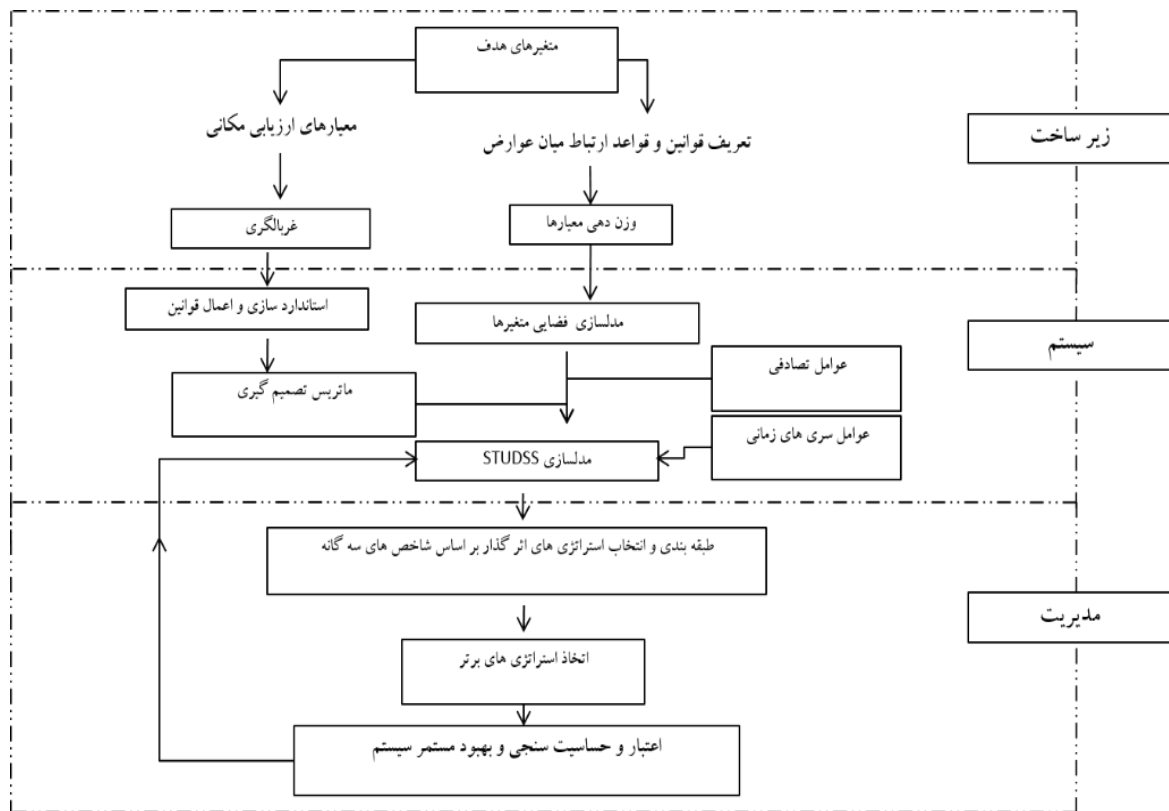 متغیرهای هدف
معیارهای ارزیابی مکانی
تعریف قوانین و قواعد ارتباط میان عوارض
زیر ساخت
غربالگری
وزن دهی معیارها
استاندارد سازی و اعمال قوانین
مدلسازی فضایی متغیرها
سیستم
عوامل تصادفی
ماتریس تصمیم گیری
عوامل سری های زمانی
مدلسازی STUDSS
طبقه بندی و انتخاب استراتژی های اثر گذار بر اساس شاخص های سه گانه
مدیریت
اتخاذ استراتژی های برتر
اعتبار و حساسیت سنجی و بهبود مستمر سیستم